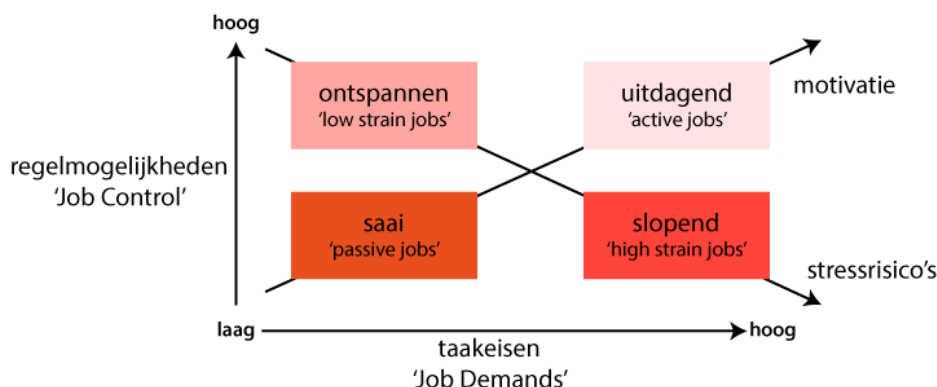 hoog
ontspannen
'low strain jobs'
uitdagend
'active jobs'
motivatie
regelmogelijkheden
'Job Control'
saai
'passive jobs'
slopend
'high strain jobs'
stressrisico's
laag
hoog
taakeisen
'Job Demands'